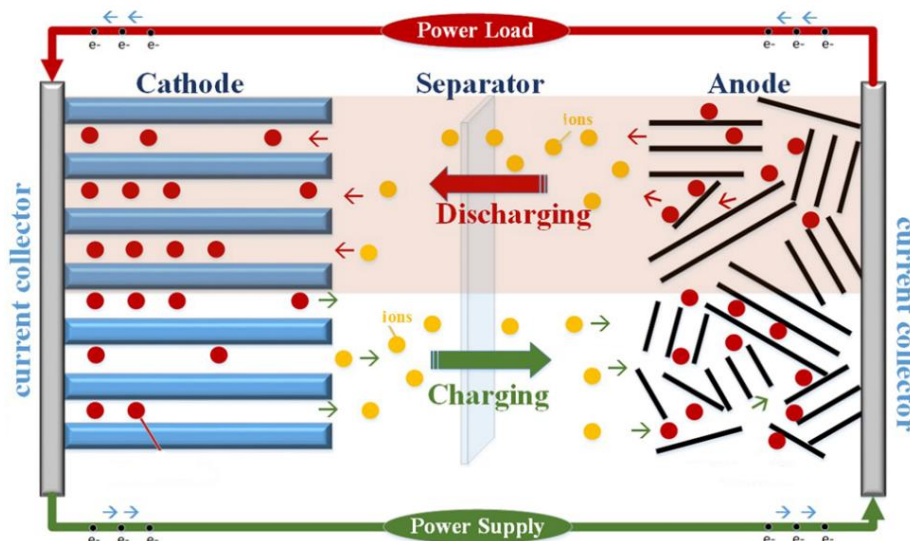 Power Load
e- e- e-
e- e- e-
Cathode
Separator
Anode
ions
Discharging
current collector
current collector
ions
Charging
Power Supply
e- e- e-
e- e- e-